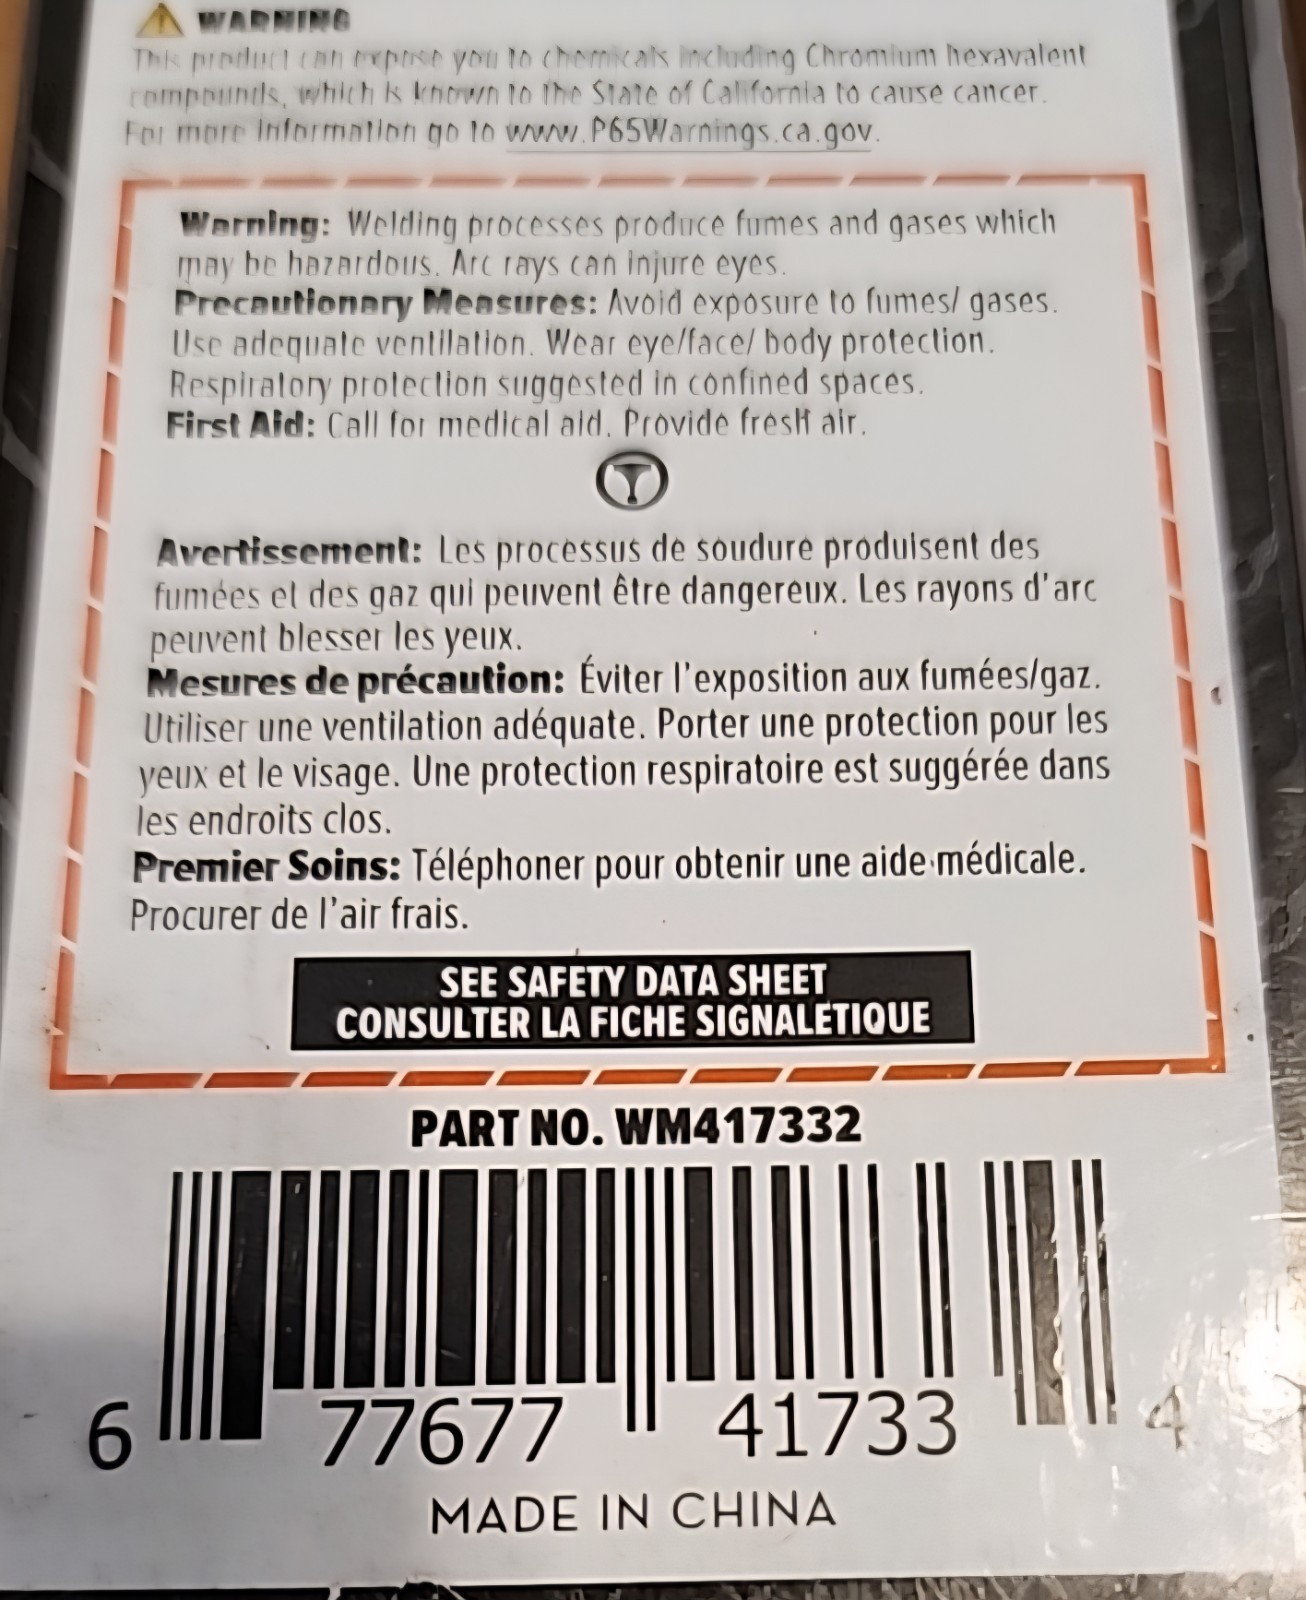 WARNING
This product can expose you to chemicals including Chromium hexavalent
compounds, which is known to the State of California to cause cancer.
For more information go to www.P65Warnings.ca.gov.
Warning: Welding processes produce fumes and gases which
may be hazardous. Arc rays can injure eyes.
Precautionary Measures: Avoid exposure to fumes/ gases.
Use adequate ventilation. Wear eye/face/ body protection.
Respiratory protection suggested in confined spaces.
First Aid: Call for medical aid. Provide fresh air.
Avertissement: Les processus de soudure produisent des
fumées et des gaz qui peuvent être dangereux. Les rayons d'arc
peuvent blesser les yeux.
Mesures de précaution: Éviter l'exposition aux fumées/gaz.
Utiliser une ventilation adéquate. Porter une protection pour les
yeux et le visage. Une protection respiratoire est suggérée dans
les endroits clos.
Premier Soins: Téléphoner pour obtenir une aide médicale.
Procurer de l'air frais.
SEE SAFETY DATA SHEET
CONSULTER LA FICHE SIGNALETIQUE
PART NO. WM417332
6 77677 41733 4
MADE IN CHINA